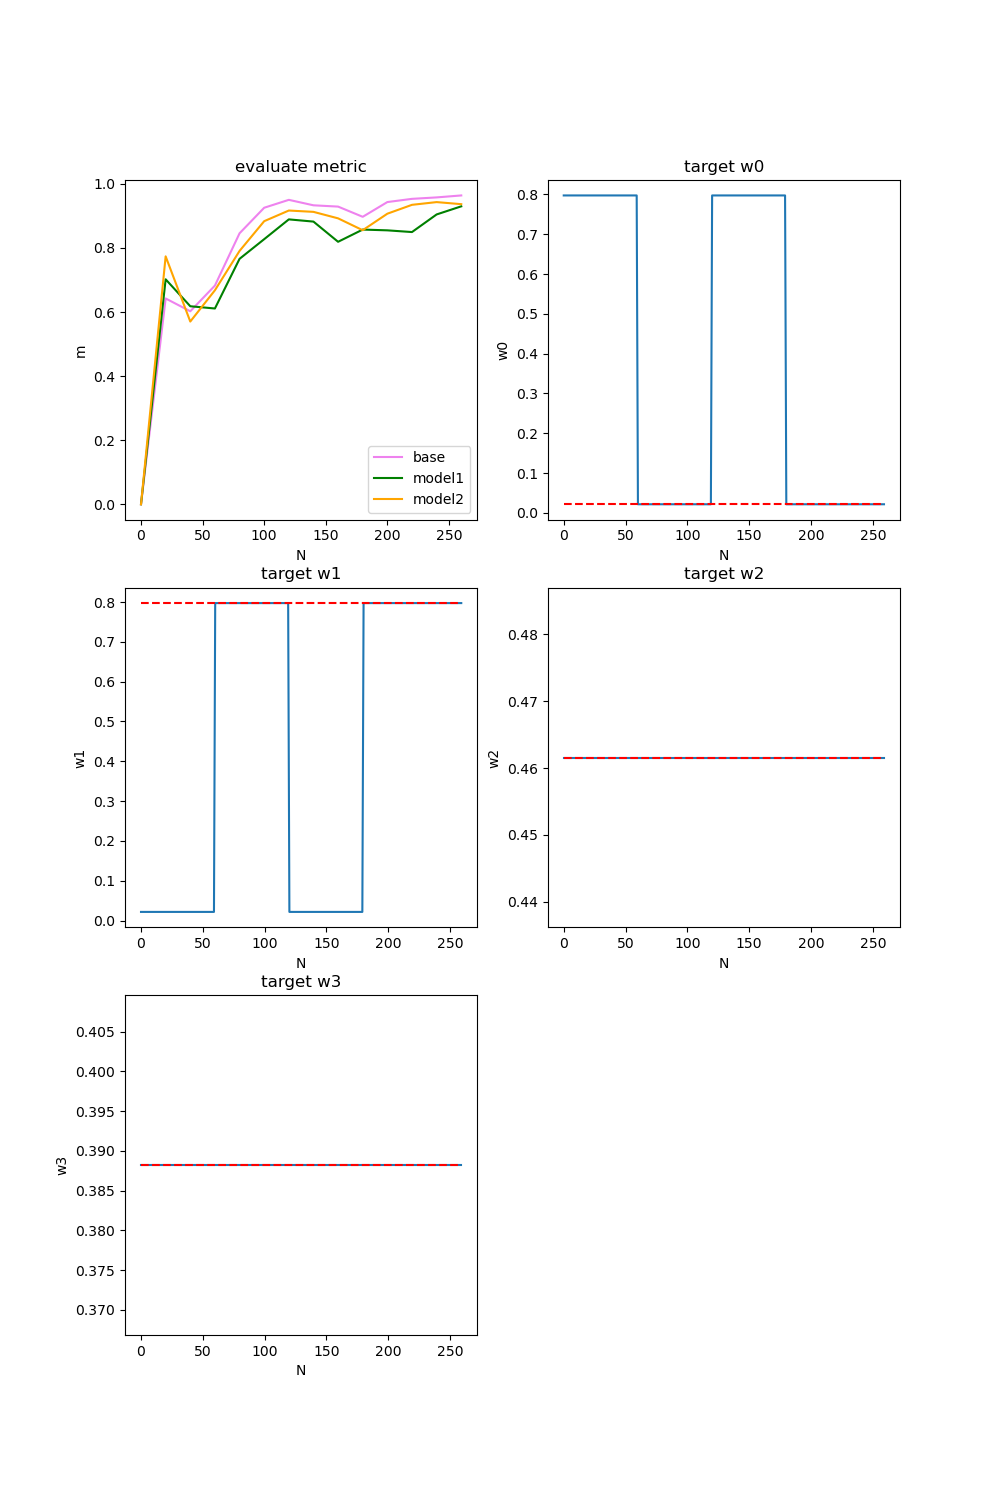 evaluate metric
1.0
0.8
0.6
0.4
0.2
0.0
m
base
model1
model2
0 50 100 150 200 250
N
target w0
0.8
0.7
0.6
0.5
0.4
0.3
0.2
0.1
0.0
w0
0 50 100 150 200 250
N
target w1
0.8
0.7
0.6
0.5
0.4
0.3
0.2
0.1
0.0
w1
0 50 100 150 200 250
N
target w2
0.48
0.47
0.46
0.45
0.44
w2
0 50 100 150 200 250
N
target w3
0.405
0.400
0.395
0.390
0.385
0.380
0.375
0.370
w3
0 50 100 150 200 250
N